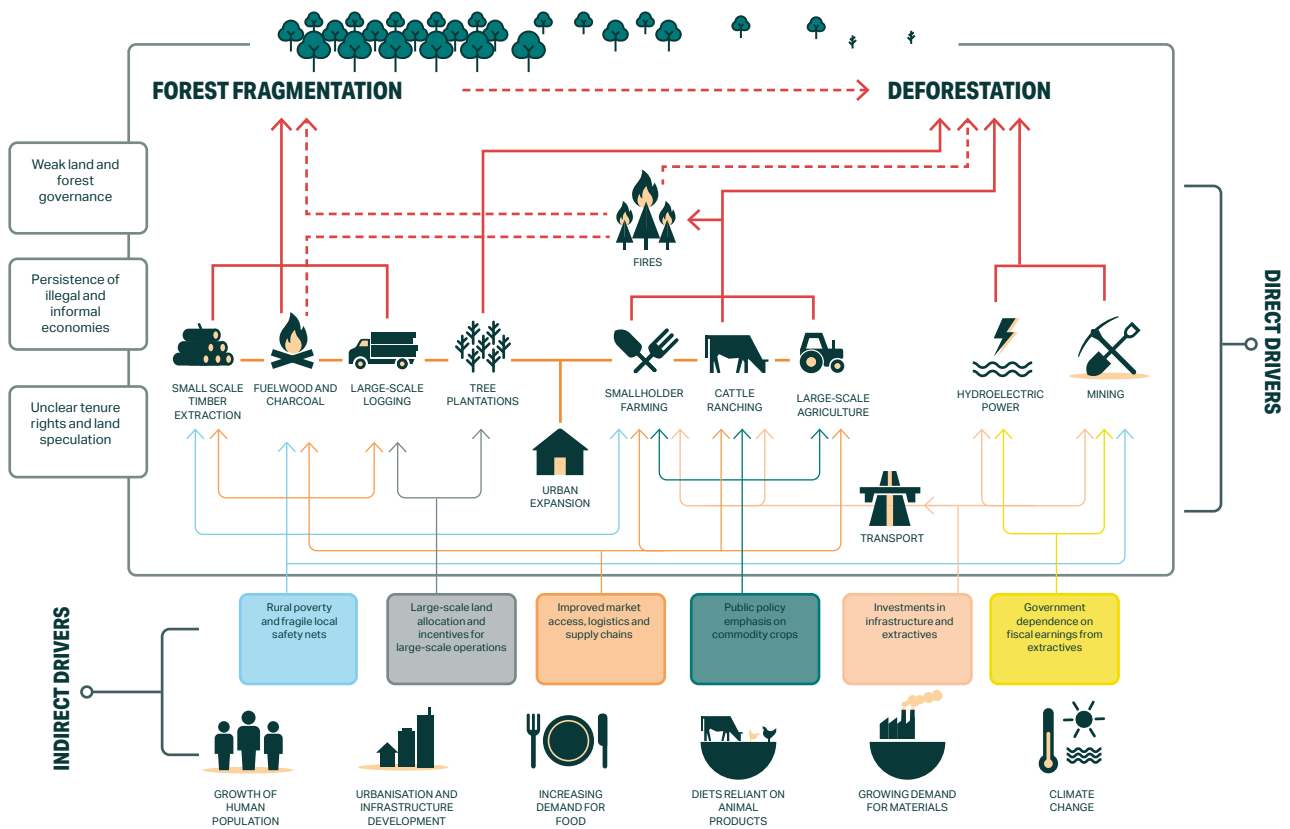 FOREST FRAGMENTATION
DEFORESTATION
Weak land and
forest
governance
Persistence of
illegal and
informal
economies
Unclear tenure
rights and land
speculation
FIRES
SMALL SCALE
TIMBER
EXTRACTION
FUELWOOD AND
CHARCOAL
LARGE-SCALE
LOGGING
TREE
PLANTATIONS
SMALLHOLDER
FARMING
CATTLE
RANCHING
LARGE-SCALE
AGRICULTURE
HYDROELECTRIC
POWER
MINING
URBAN
EXPANSION
TRANSPORT
DIRECT DRIVERS
INDIRECT DRIVERS
Rural poverty
and fragile local
safety nets
Large-scale land
allocation and
incentives for
large-scale operations
Improved market
access, logistics and
supply chains
Public policy
emphasis on
commodity crops
Investments in
infrastructure and
extractives
Government
dependence on
fiscal earnings from
extractives
GROWTH OF
HUMAN
POPULATION
URBANISATION AND
INFRASTRUCTURE
DEVELOPMENT
INCREASING
DEMAND FOR
FOOD
DIETS RELIANT ON
ANIMAL
PRODUCTS
GROWING DEMAND
FOR MATERIALS
CLIMATE
CHANGE